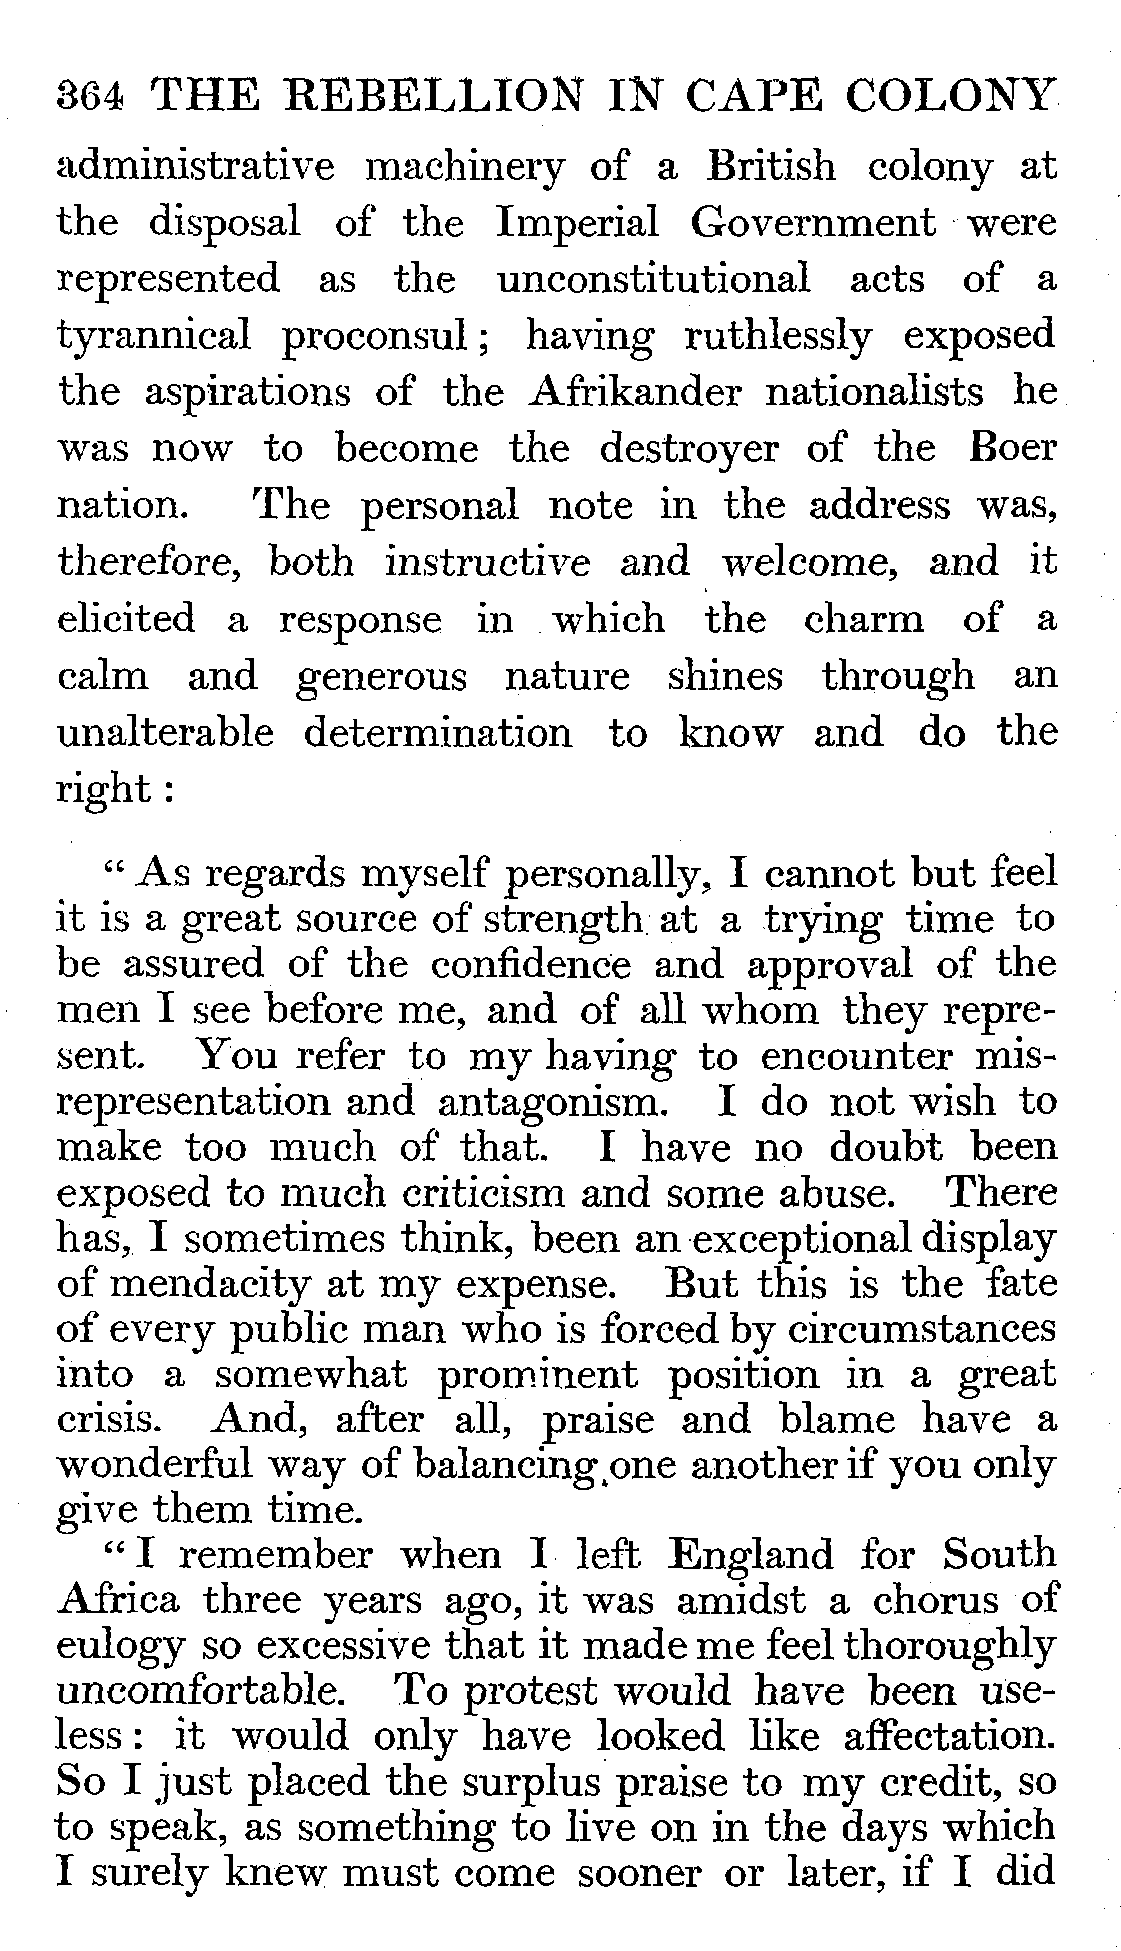 364 THE REBELLION IN CAPE COLONY
administrative machinery of a British colony at
the disposal of the Imperial Government were
represented as the unconstitutional acts of a
tyrannical proconsul ; having ruthlessly exposed
the aspirations of the Afrikander nationalists he
was now to become the destroyer of the Boer
nation. The personal note in the address was,
therefore, both instructive and welcome, and it
elicited a response in which the charm of a
calm and generous nature shines through an
unalterable determination to know and do the
right :
“ As regards myself personally, I cannot but feel
it is a great source of strength at a trying time to
be assured of the confidence and approval of the
men I see before me, and of all whom they repre-
sent. You refer to my having to encounter mis-
representation and antagonism. I do not wish to
make too much of that. I have no doubt been
exposed to much criticism and some abuse. There
has, I sometimes think, been an exceptional display
of mendacity at my expense. But this is the fate
of every public man who is forced by circumstances
into a somewhat prominent position in a great
crisis. And, after all, praise and blame have a
wonderful way of balancing one another if you only
give them time.
“ I remember when I left England for South
Africa three years ago, it was amidst a chorus of
eulogy so excessive that it made me feel thoroughly
uncomfortable. To protest would have been use-
less : it would only have looked like affectation.
So I just placed the surplus praise to my credit, so
to speak, as something to live on in the days which
I surely knew must come sooner or later, if I did